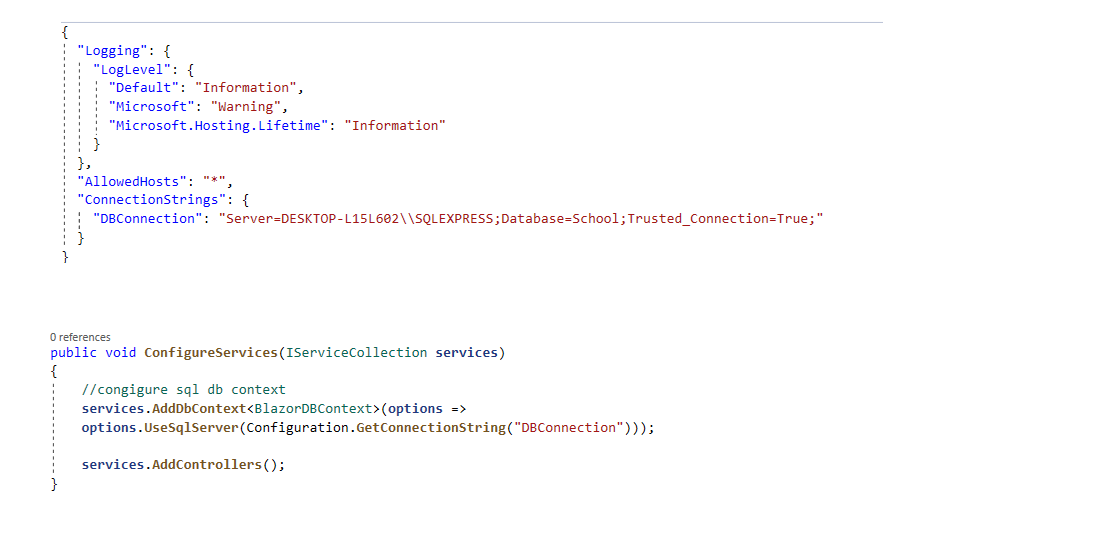 {
"Logging": {
"LogLevel": {
"Default": "Information",
"Microsoft": "Warning",
"Microsoft.Hosting.Lifetime": "Information"
}
},
"AllowedHosts": "*",
"ConnectionStrings": {
"DBConnection": "Server=DESKTOP-L15L602\\SQLEXPRESS;Database=School;Trusted_Connection=True;"
}
}
0 references
public void ConfigureServices(IServiceCollection services)
{
//congigure sql db context
services.AddDbContext<BlazorDBContext>(options =>
options.UseSqlServer(Configuration.GetConnectionString("DBConnection")));
services.AddControllers();
}